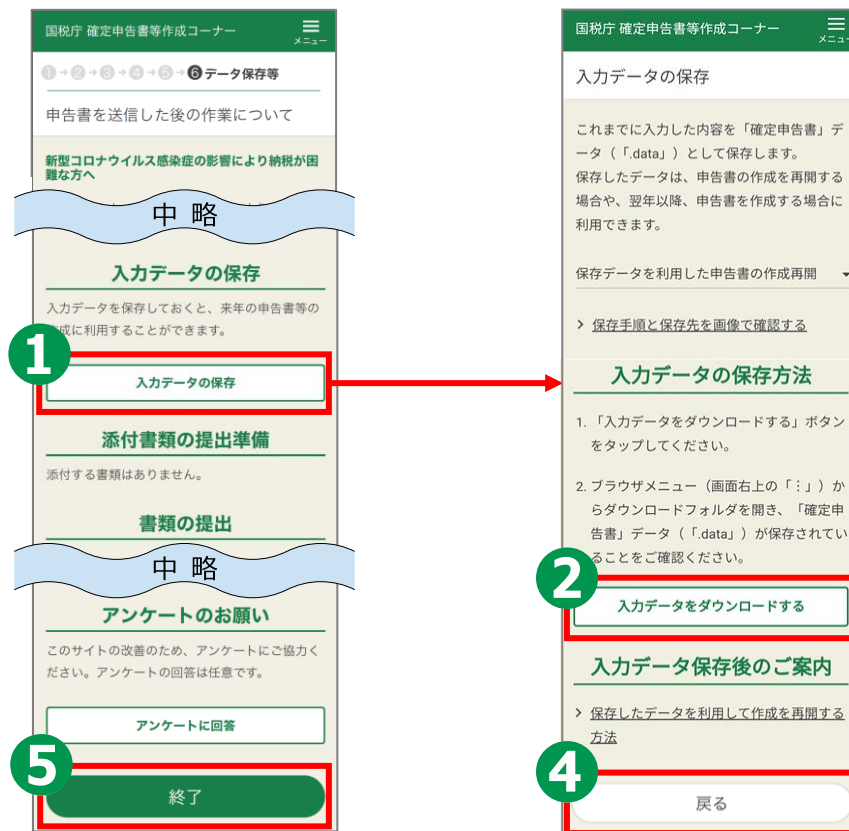 国税庁 確定申告書等作成コーナー
メニュー
❶→❷→❸→❹→❺→❻データ保存等
申告書を送信した後の作業について
新型コロナウイルス感染症の影響により納税が困
難な方へ
中 略
入力データの保存
入力データを保存しておくと、来年の申告書等の
成に利用することができます。
1
入力データの保存
添付書類の提出準備
添付する書類はありません。
書類の提出
中 略
アンケートのお願い
このサイトの改善のため、アンケートにご協力く
ださい。アンケートの回答は任意です。
アンケートに回答
5
終了
国税庁 確定申告書等作成コーナー
メニュー
入力データの保存
これまでに入力した内容を「確定申告書」デ
ータ（「.data」）として保存します。
保存したデータは、申告書の作成を再開する
場合や、翌年以降、申告書を作成する場合に
利用できます。
保存データを利用した申告書の作成再開
> 保存手順と保存先を画像で確認する
入力データの保存方法
1. 「入力データをダウンロードする」ボタン
をタップしてください。
2. ブラウザメニュー（画面右上の「⋮」）か
らダウンロードフォルダを開き、「確定申
告書」データ（「.data」）が保存されてい
ることをご確認ください。
2
入力データをダウンロードする
入力データ保存後のご案内
> 保存したデータを利用して作成を再開する
方法
4
戻る